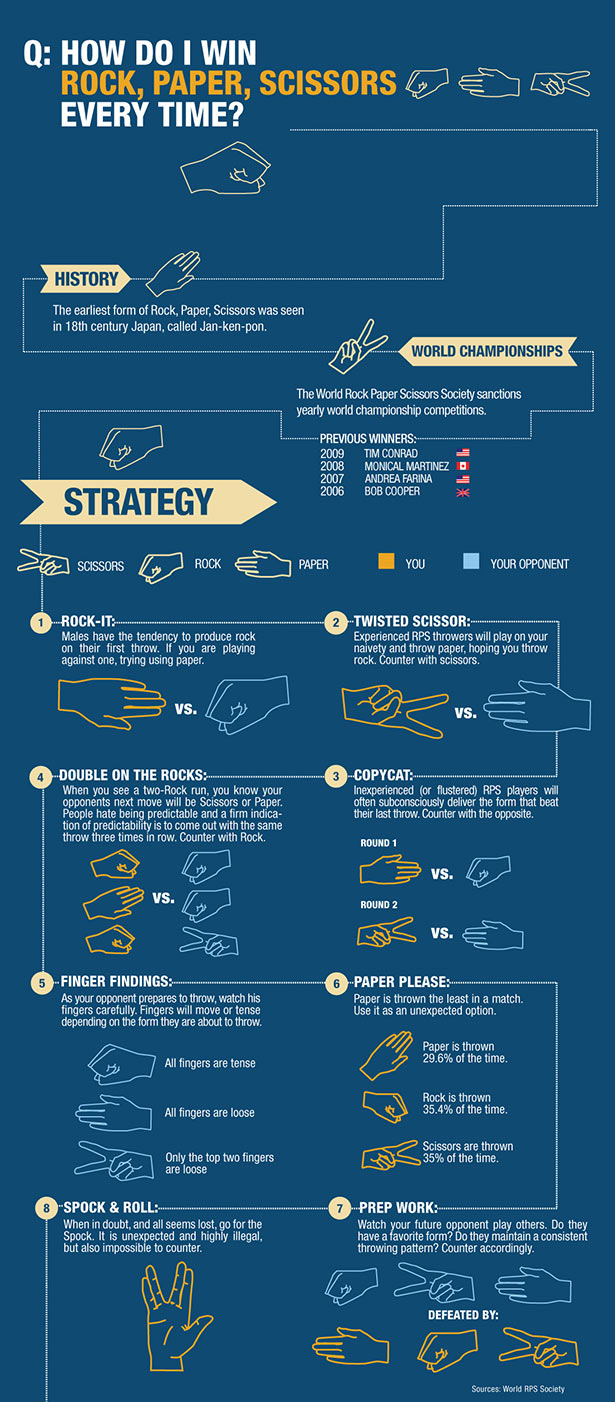 Q: HOW DO I WIN
ROCK, PAPER, SCISSORS
EVERY TIME?
HISTORY
The earliest form of Rock, Paper, Scissors was seen
in 18th century Japan, called Jan-ken-pon.
WORLD CHAMPIONSHIPS
The World Rock Paper Scissors Society sanctions
yearly world championship competitions.
PREVIOUS WINNERS:
2009 TIM CONRAD
2008 MONICAL MARTINEZ
2007 ANDREA FARINA
2006 BOB COOPER
STRATEGY
SCISSORS ROCK PAPER YOU YOUR OPPONENT
1 ROCK-IT:
Males have the tendency to produce rock
on their first throw. If you are playing
against one, trying using paper.
VS.
2 TWISTED SCISSOR:
Experienced RPS throwers will play on your
naivety and throw paper, hoping you throw
rock. Counter with scissors.
VS.
3 COPYCAT:
Inexperienced (or flustered) RPS players will
often subconsciously deliver the form that beat
their last throw. Counter with the opposite.
ROUND 1
VS.
ROUND 2
VS.
4 DOUBLE ON THE ROCKS:
When you see a two-Rock run, you know your
opponents next move will be Scissors or Paper.
People hate being predictable and a firm indica-
tion of predictability is to come out with the same
throw three times in row. Counter with Rock.
VS.
5 FINGER FINDINGS:
As your opponent prepares to throw, watch his
fingers carefully. Fingers will move or tense
depending on the form they are about to throw.
All fingers are tense
All fingers are loose
Only the top two fingers
are loose
6 PAPER PLEASE:
Paper is thrown the least in a match.
Use it as an unexpected option.
Paper is thrown
29.6% of the time.
Rock is thrown
35.4% of the time.
Scissors are thrown
35% of the time.
7 PREP WORK:
Watch your future opponent play others. Do they
have a favorite form? Do they maintain a consistent
throwing pattern? Counter accordingly.
DEFEATED BY:
8 SPOCK & ROLL:
When in doubt, and all seems lost, go for the
Spock. It is unexpected and highly illegal,
but also impossible to counter.
Sources: World RPS Society